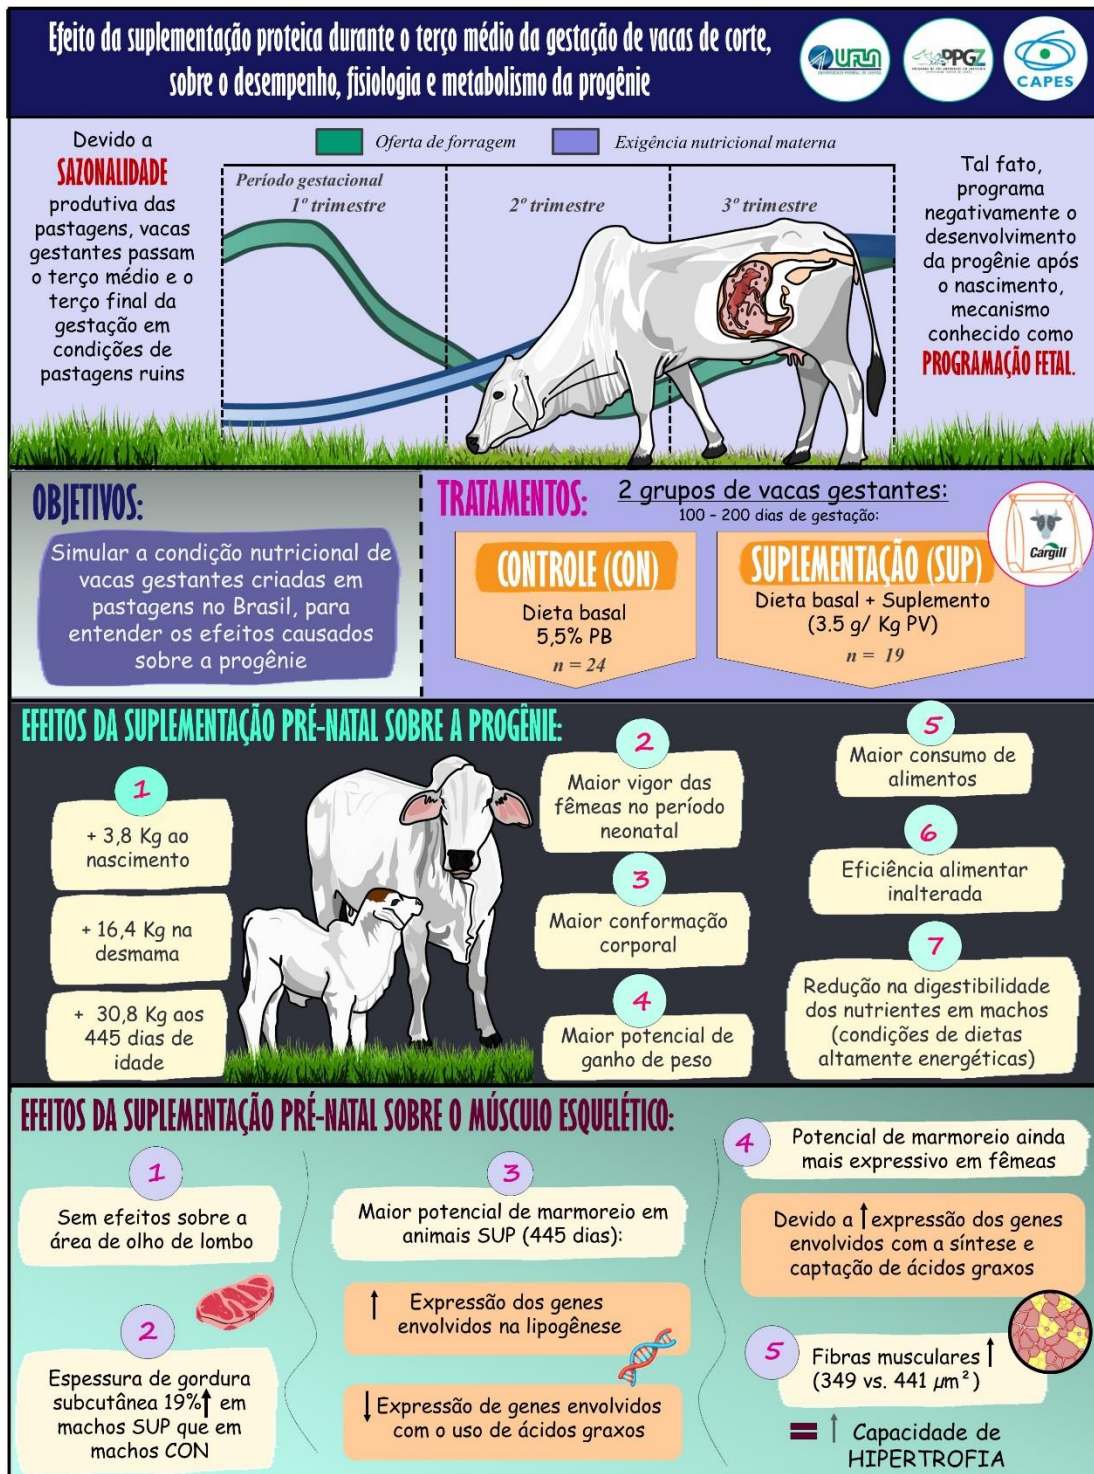 Efeito da suplementação proteica durante o terço médio da gestação de vacas de corte,
sobre o desempenho, fisiologia e metabolismo da progênie
UFLA
UNIVERSIDADE FEDERAL DE LAVRAS
PPGZ
CAPES
Devido a
SAZONALIDADE
produtiva das
pastagens, vacas
gestantes passam
o terço médio e o
terço final da
gestação em
condições de
pastagens ruins
Oferta de forragem
Exigência nutricional materna
Período gestacional
1º trimestre
2º trimestre
3º trimestre
Tal fato,
programa
negativamente o
desenvolvimento
da progênie após
o nascimento,
mecanismo
conhecido como
PROGRAMAÇÃO FETAL.
OBJETIVOS:
Simular a condição nutricional de
vacas gestantes criadas em
pastagens no Brasil, para
entender os efeitos causados
sobre a progênie
TRATAMENTOS:
2 grupos de vacas gestantes:
100 - 200 dias de gestação:
Cargill
CONTROLE (CON)
Dieta basal
5,5% PB
n = 24
SUPLEMENTAÇÃO (SUP)
Dieta basal + Suplemento
(3.5 g/ Kg PV)
n = 19
EFEITOS DA SUPLEMENTAÇÃO PRÉ-NATAL SOBRE A PROGÊNIE:
1
+ 3,8 Kg ao
nascimento
+ 16,4 Kg na
desmama
+ 30,8 Kg aos
445 dias de
idade
2
Maior vigor das
fêmeas no período
neonatal
3
Maior conformação
corporal
4
Maior potencial de
ganho de peso
5
Maior consumo de
alimentos
6
Eficiência alimentar
inalterada
7
Redução na digestibilidade
dos nutrientes em machos
(condições de dietas
altamente energéticas)
EFEITOS DA SUPLEMENTAÇÃO PRÉ-NATAL SOBRE O MÚSCULO ESQUELÉTICO:
1
Sem efeitos sobre a
área de olho de lombo
2
Espessura de gordura
subcutânea 19%↑ em
machos SUP que em
machos CON
3
Maior potencial de marmoreio em
animais SUP (445 dias):
↑ Expressão dos genes
envolvidos na lipogênese
↓ Expressão de genes envolvidos
com o uso de ácidos graxos
4
Potencial de marmoreio ainda
mais expressivo em fêmeas
Devido a ↑ expressão dos genes
envolvidos com a síntese e
captação de ácidos graxos
5
Fibras musculares ↑
(349 vs. 441 µm²)
= ↑ Capacidade de
HIPERTROFIA